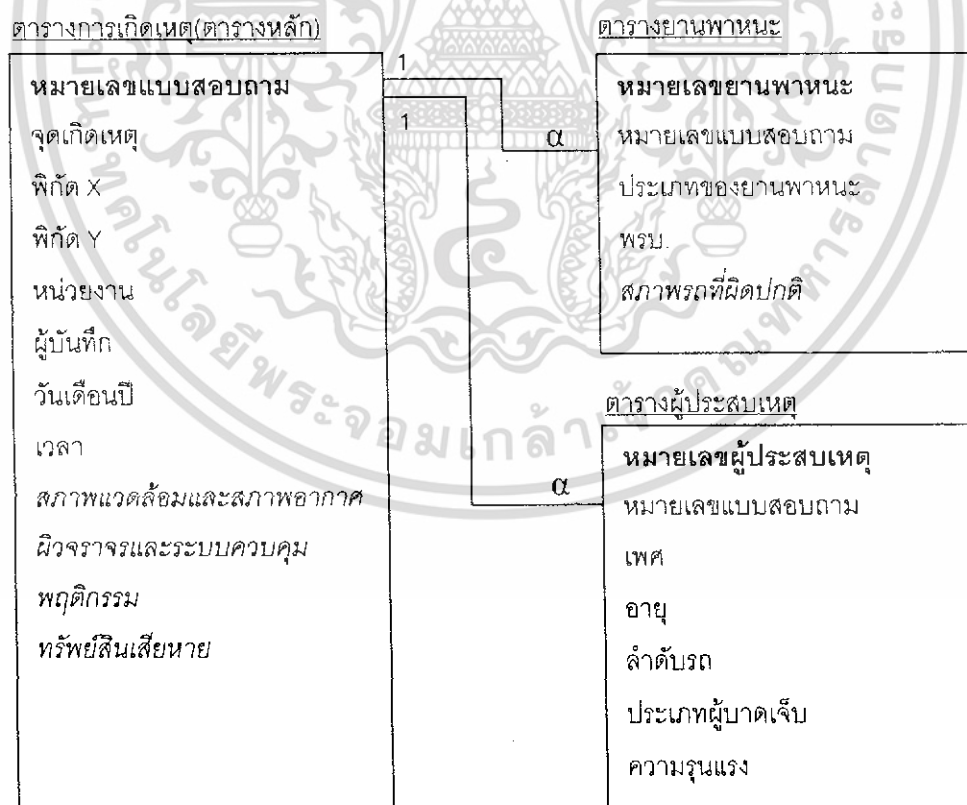 ตารางการเกิดเหตุ(ตารางหลัก)
หมายเลขแบบสอบถาม
จุดเกิดเหตุ
พิกัด X
พิกัด Y
หน่วยงาน
ผู้บันทึก
วันเดือนปี
เวลา
สภาพแวดล้อมและสภาพอากาศ
ผิวจราจรและระบบควบคุม
พฤติกรรม
ทรัพย์สินเสียหาย
1
1
α
α
ตารางยานพาหนะ
หมายเลขยานพาหนะ
หมายเลขแบบสอบถาม
ประเภทของยานพาหนะ
พรบ.
สภาพรถที่ผิดปกติ
ตารางผู้ประสบเหตุ
หมายเลขผู้ประสบเหตุ
หมายเลขแบบสอบถาม
เพศ
อายุ
ลำดับรถ
ประเภทผู้บาดเจ็บ
ความรุนแรง